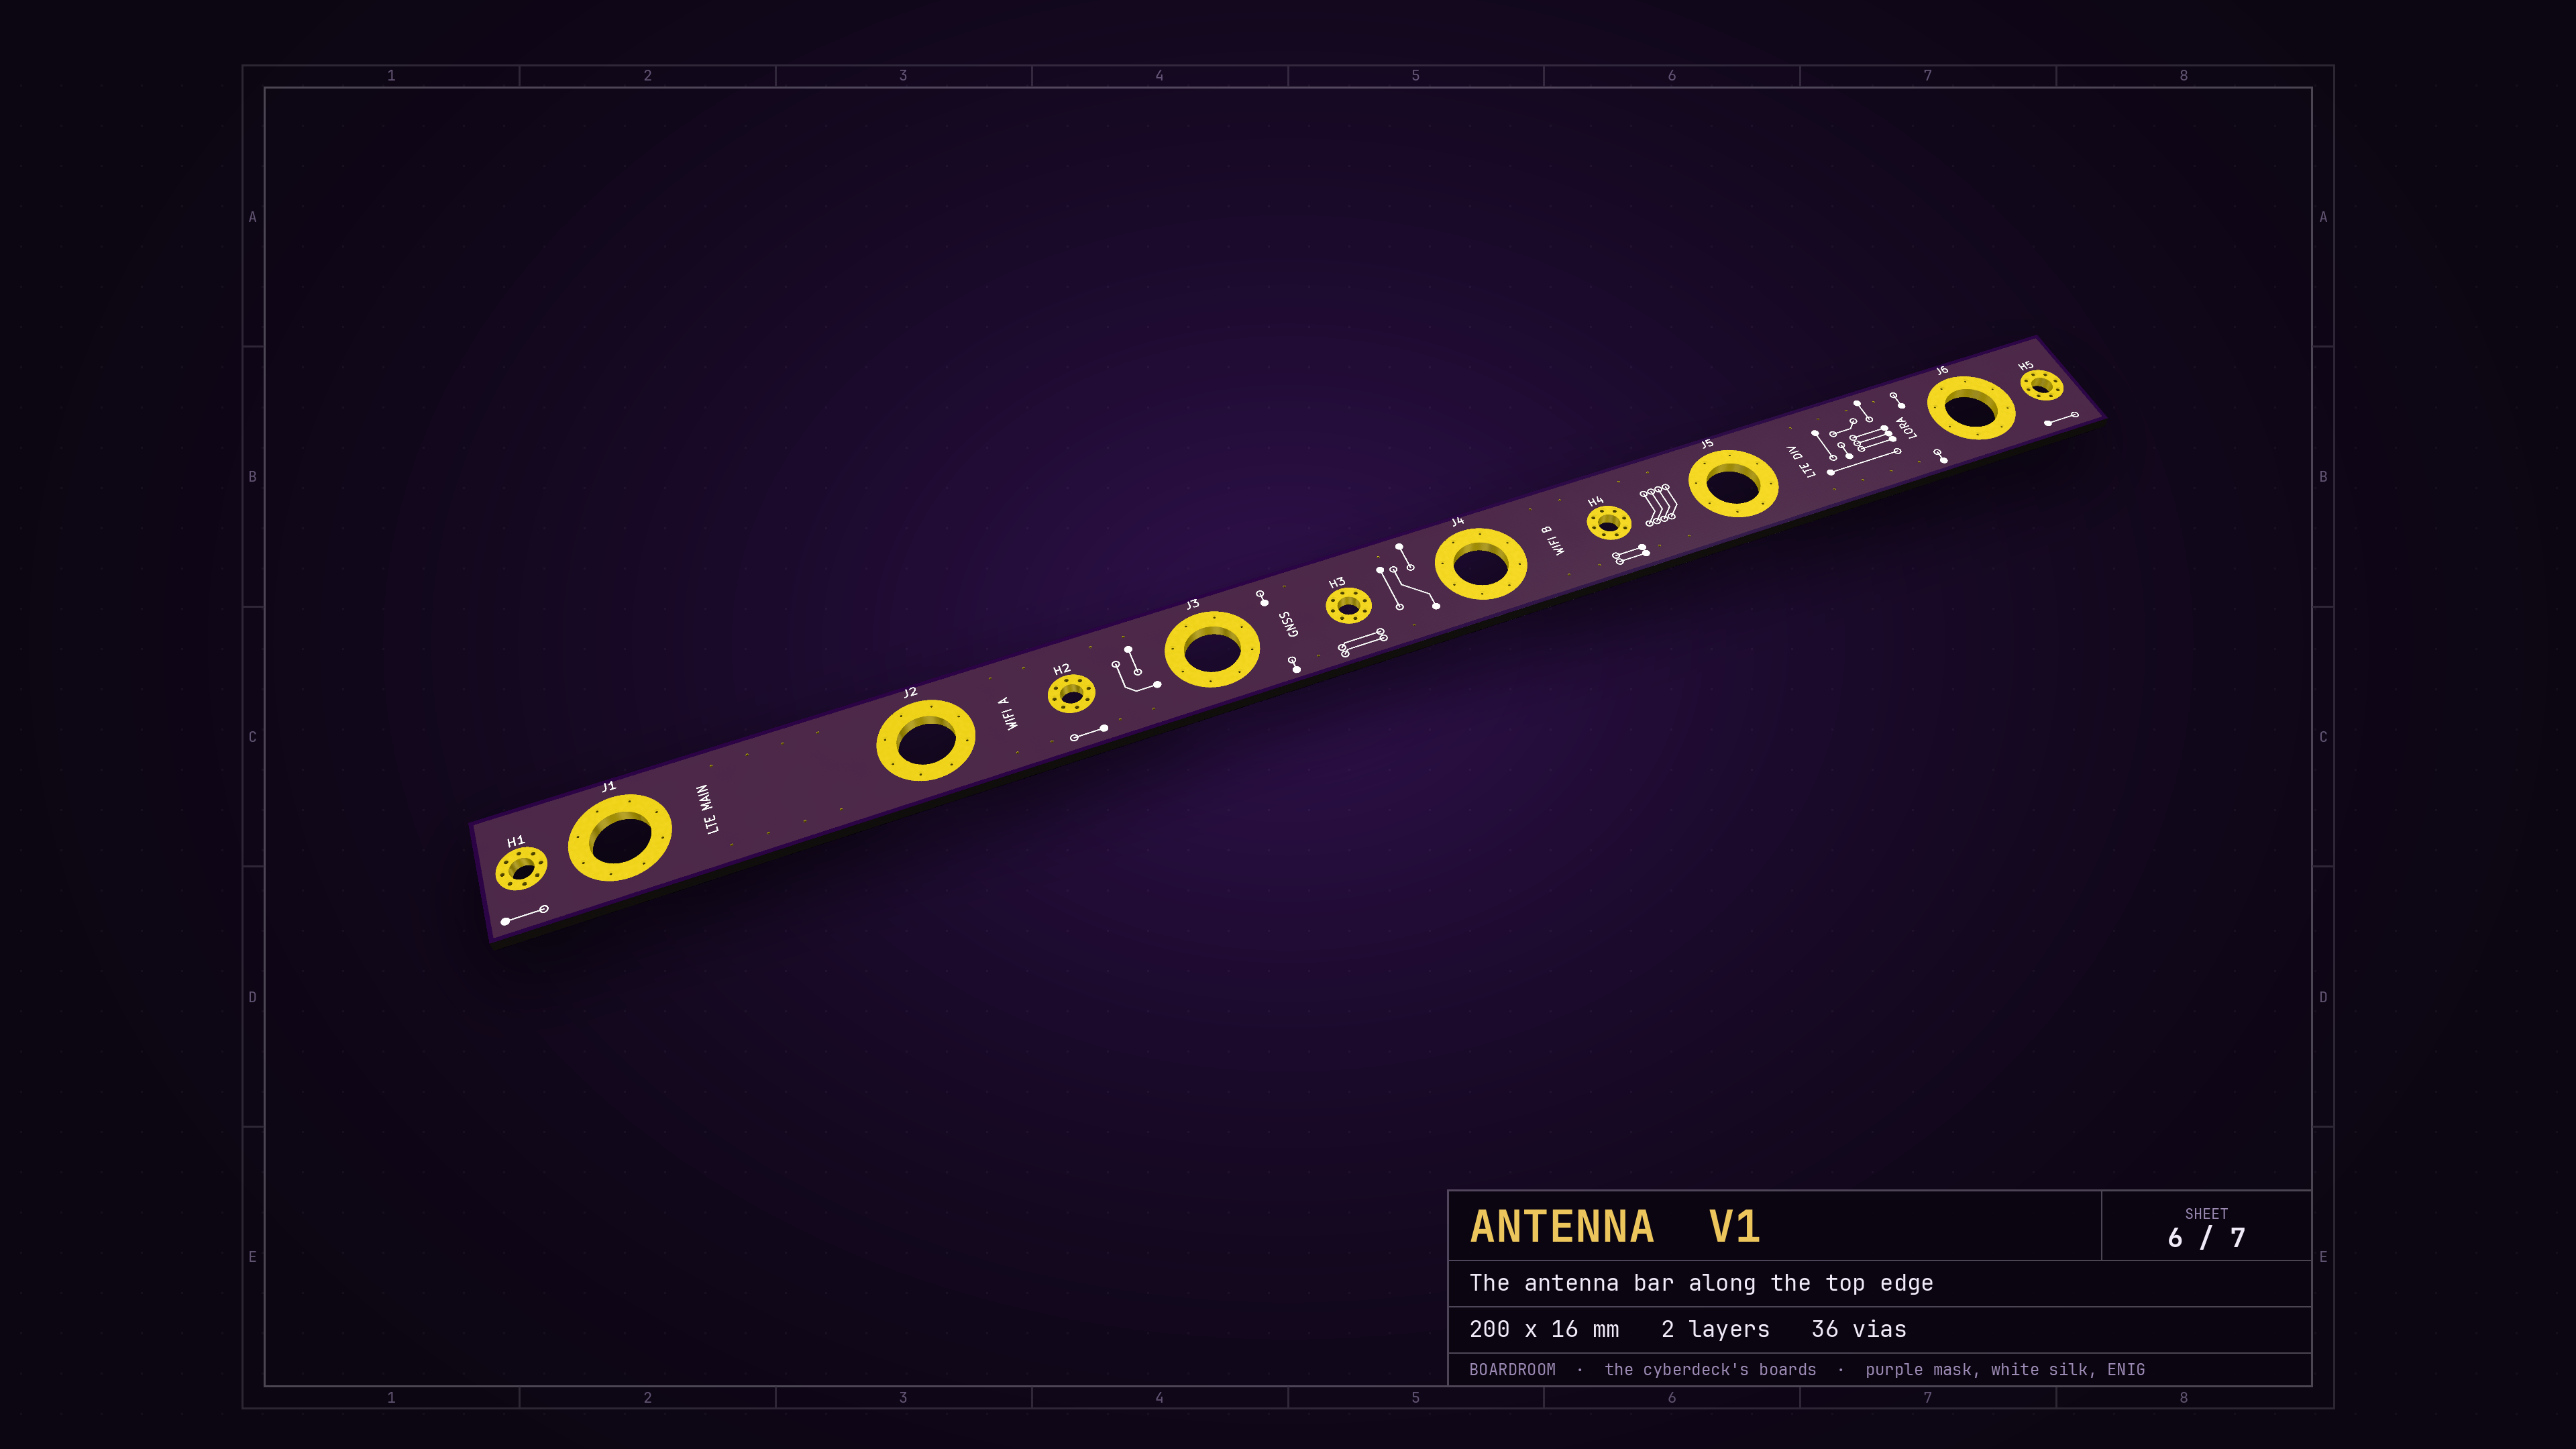 1 2 3 4 5 6 7 8
A A
B B
C C
D D
E E
H1 J1 LTE MAIN
J2 WIFI A
H2 J3 GNSS
H3 J4 WIFI B
H4 J5 LTE DIV
LORA J6 H5
ANTENNA V1
SHEET
6 / 7
The antenna bar along the top edge
200 x 16 mm 2 layers 36 vias
BOARDROOM · the cyberdeck's boards · purple mask, white silk, ENIG
1 2 3 4 5 6 7 8